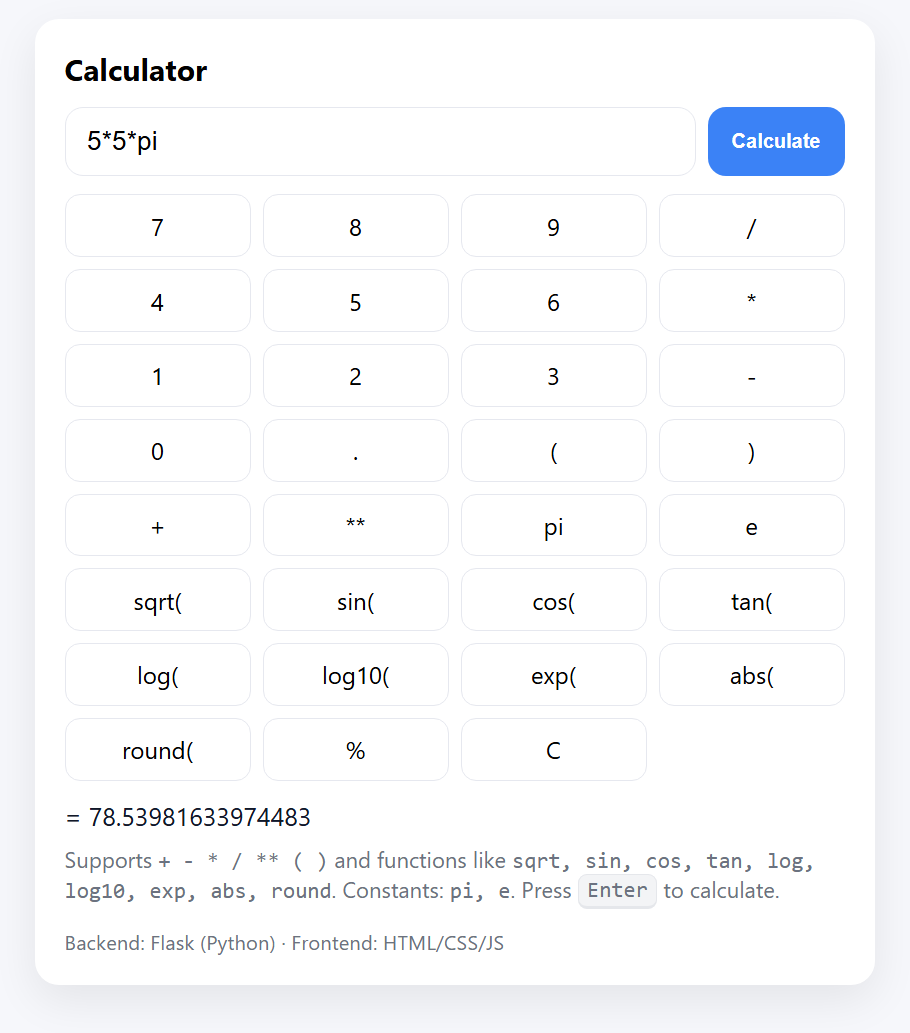 Calculator
5*5*pi Calculate
7 8 9 /
4 5 6 *
1 2 3 -
0 . ( )
+ ** pi e
sqrt( sin( cos( tan(
log( log10( exp( abs(
round( % C
= 78.53981633974483
Supports + - * / ** ( ) and functions like sqrt, sin, cos, tan, log,
log10, exp, abs, round. Constants: pi, e. Press Enter to calculate.
Backend: Flask (Python) · Frontend: HTML/CSS/JS